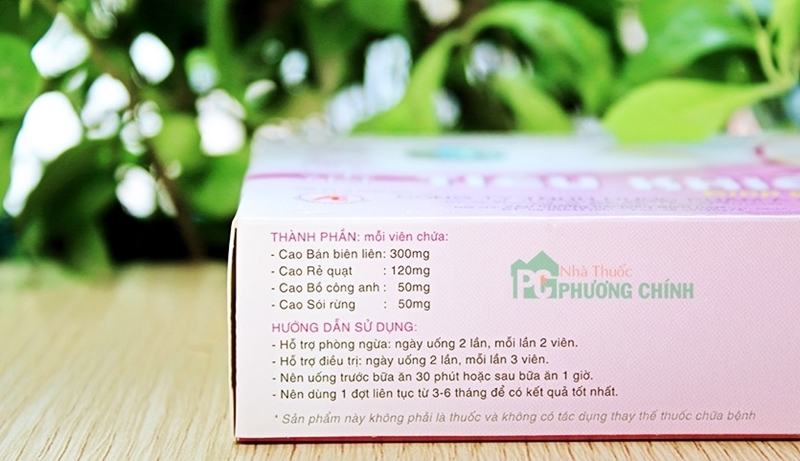 THÀNH PHẦN: mỗi viên chứa:
- Cao Bán biên liên: 300mg
- Cao Rẻ quạt : 120mg
- Cao Bồ công anh : 50mg
- Cao Sói rừng : 50mg
PC Nhà Thuốc
PHƯƠNG CHÍNH
HƯỚNG DẪN SỬ DỤNG:
- Hỗ trợ phòng ngừa: ngày uống 2 lần, mỗi lần 2 viên.
- Hỗ trợ điều trị: ngày uống 2 lần, mỗi lần 3 viên.
- Nên uống trước bữa ăn 30 phút hoặc sau bữa ăn 1 giờ.
- Nên dùng 1 đợt liên tục từ 3-6 tháng để có kết quả tốt nhất.
* Sản phẩm này không phải là thuốc và không có tác dụng thay thế thuốc chữa bệnh